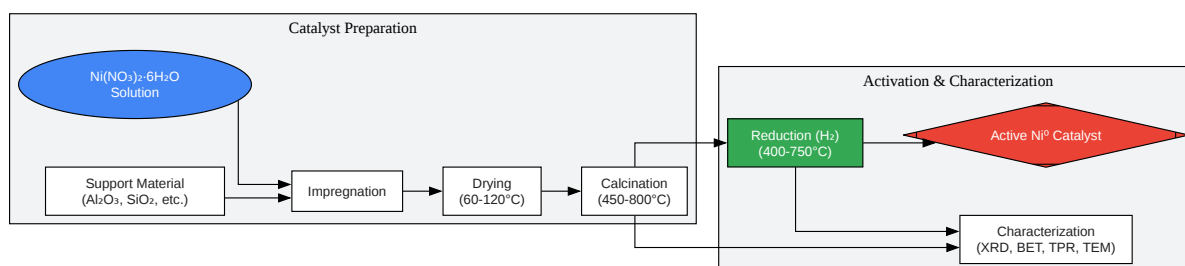 Catalyst Preparation
Ni(NO₃)₂·6H₂O
Solution
Support Material
(Al₂O₃, SiO₂, etc.)
Impregnation
Drying
(60-120°C)
Calcination
(450-800°C)
Activation & Characterization
Reduction (H₂)
(400-750°C)
Active Ni⁰ Catalyst
Characterization
(XRD, BET, TPR, TEM)